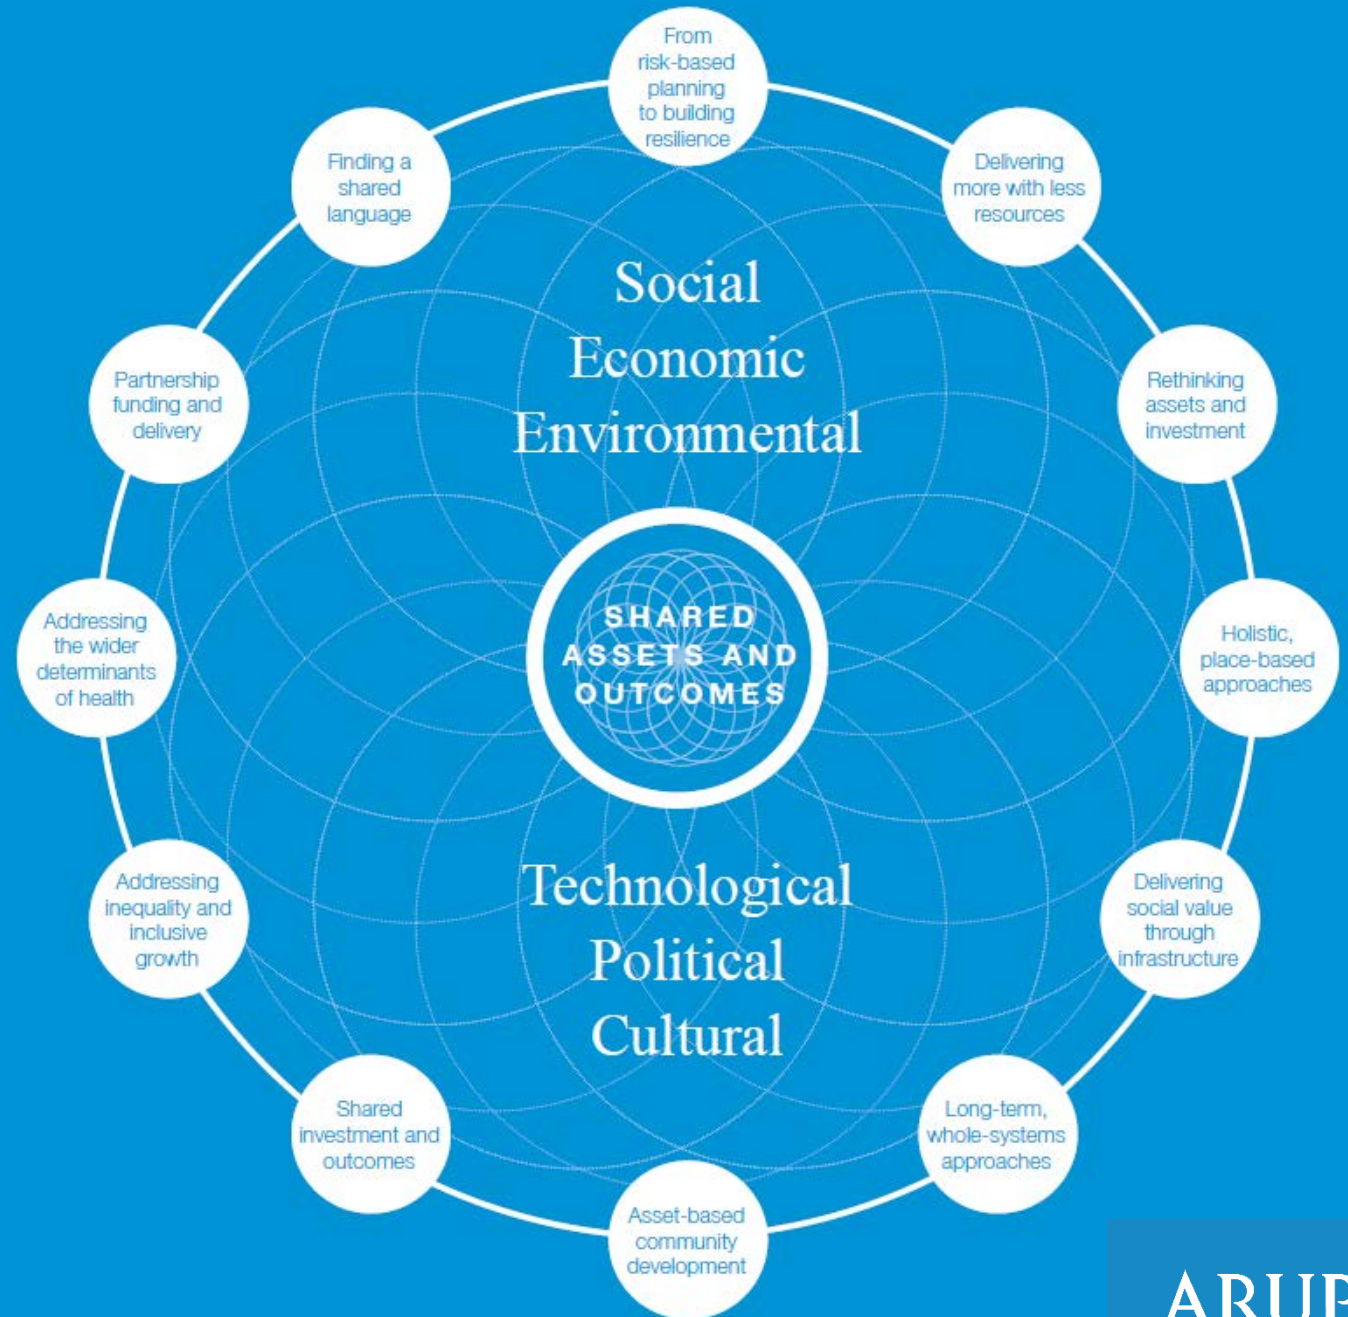 From
risk-based
planning
to building
resilience
Delivering
more with less
resources
Rethinking
assets and
investment
Holistic,
place-based
approaches
Delivering
social value
through
infrastructure
Long-term,
whole-systems
approaches
Asset-based
community
development
Shared
investment and
outcomes
Addressing
inequality and
inclusive
growth
Addressing
the wider
determinants
of health
Partnership
funding and
delivery
Finding a
shared
language
Social
Economic
Environmental
SHARED
ASSETS AND
OUTCOMES
Technological
Political
Cultural
ARUP